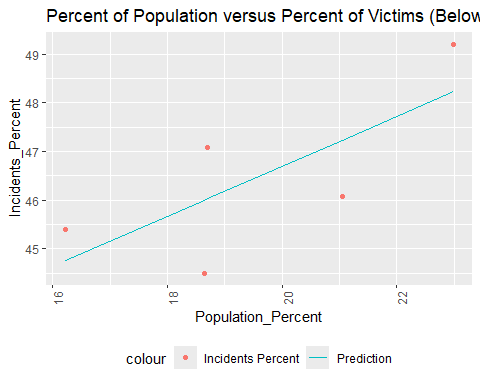 Percent of Population versus Percent of Victims (Below
49
48
47
46
45
Incidents_Percent
16
18
20
22
Population_Percent
colour Incidents Percent Prediction